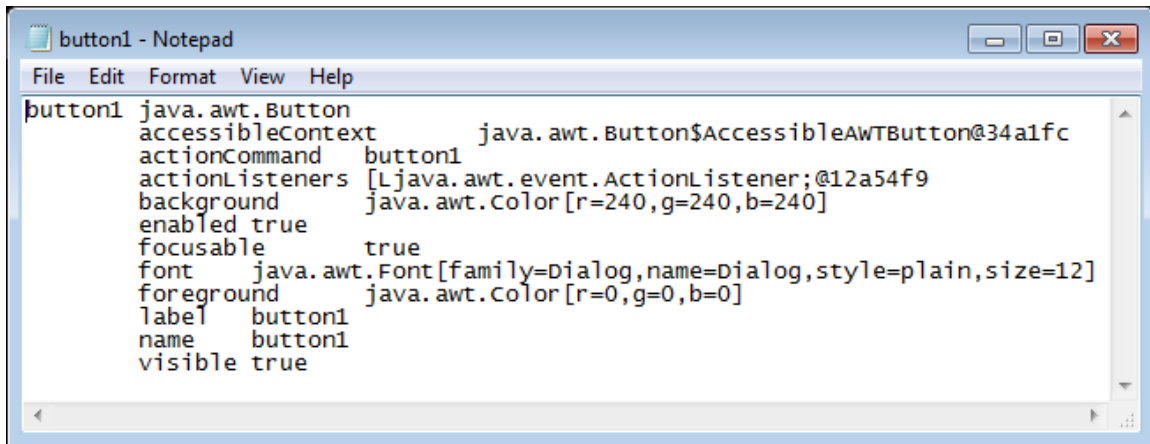 button1 - Notepad
File Edit Format View Help
button1 java.awt.Button
accessibleContext java.awt.Button$AccessibleAWTButton@34a1fc
actionCommand button1
actionListeners [Ljava.awt.event.ActionListener;@12a54f9
background java.awt.Color[r=240,g=240,b=240]
enabled true
focusable true
font java.awt.Font[family=Dialog,name=Dialog,style=plain,size=12]
foreground java.awt.Color[r=0,g=0,b=0]
label button1
name button1
visible true